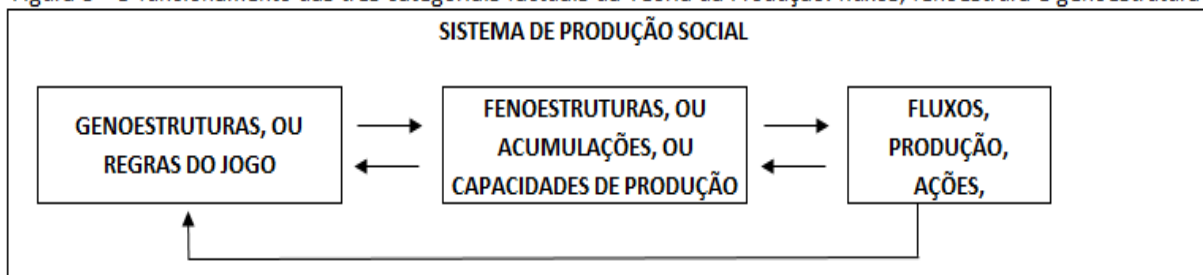 SISTEMA DE PRODUÇÃO SOCIAL
GENOESTRUTURAS, OU
REGRAS DO JOGO
FENOESTRUTURAS, OU
ACUMULAÇÕES, OU
CAPACIDADES DE PRODUÇÃO
FLUXOS,
PRODUÇÃO,
AÇÕES,